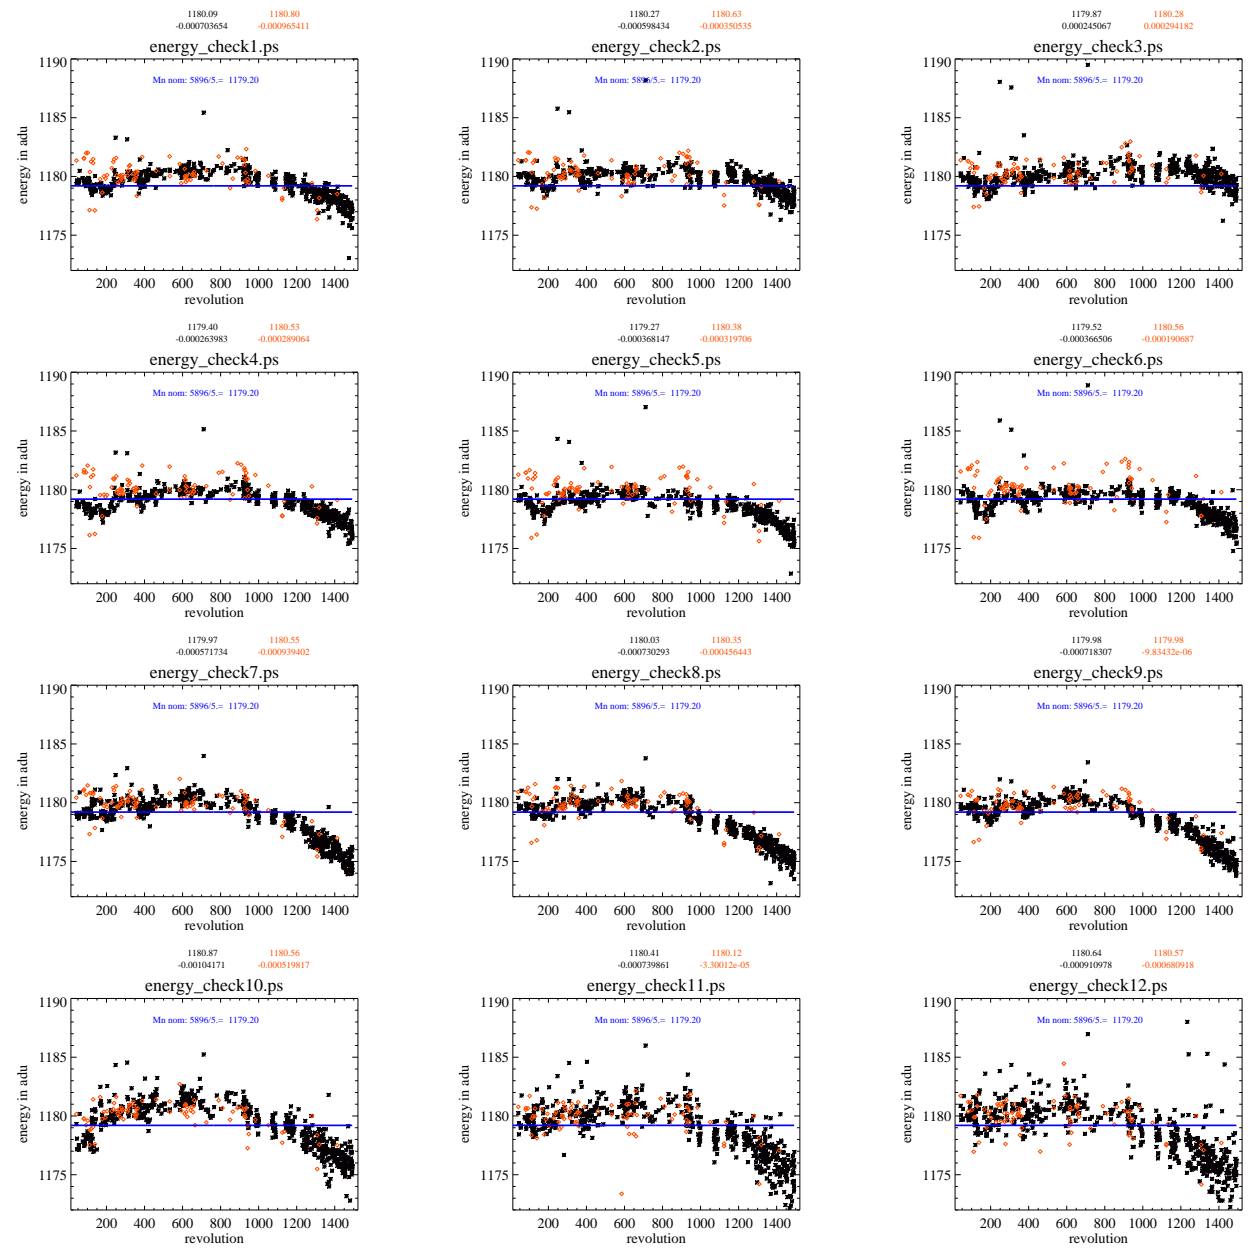 1180.09 1180.80
-0.000703654 -0.000965411
energy_check1.ps
Mn nom: 5896/5.= 1179.20
1190
1185
1180
1175
energy in adu
200 400 600 800 1000 1200 1400
revolution
1180.27 1180.63
-0.000598434 -0.000350535
energy_check2.ps
Mn nom: 5896/5.= 1179.20
1190
1185
1180
1175
energy in adu
200 400 600 800 1000 1200 1400
revolution
1179.87 1180.28
0.000245067 0.000294182
energy_check3.ps
Mn nom: 5896/5.= 1179.20
1190
1185
1180
1175
energy in adu
200 400 600 800 1000 1200 1400
revolution
1179.40 1180.53
-0.000263983 -0.000289064
energy_check4.ps
Mn nom: 5896/5.= 1179.20
1190
1185
1180
1175
energy in adu
200 400 600 800 1000 1200 1400
revolution
1179.27 1180.38
-0.000368147 -0.000319706
energy_check5.ps
Mn nom: 5896/5.= 1179.20
1190
1185
1180
1175
energy in adu
200 400 600 800 1000 1200 1400
revolution
1179.52 1180.56
-0.000366506 -0.000190687
energy_check6.ps
Mn nom: 5896/5.= 1179.20
1190
1185
1180
1175
energy in adu
200 400 600 800 1000 1200 1400
revolution
1179.97 1180.55
-0.000571734 -0.000939402
energy_check7.ps
Mn nom: 5896/5.= 1179.20
1190
1185
1180
1175
energy in adu
200 400 600 800 1000 1200 1400
revolution
1180.03 1180.35
-0.000730293 -0.000456443
energy_check8.ps
Mn nom: 5896/5.= 1179.20
1190
1185
1180
1175
energy in adu
200 400 600 800 1000 1200 1400
revolution
1179.98 1179.98
-0.000718307 -9.83432e-06
energy_check9.ps
Mn nom: 5896/5.= 1179.20
1190
1185
1180
1175
energy in adu
200 400 600 800 1000 1200 1400
revolution
1180.87 1180.56
-0.00104171 -0.000519817
energy_check10.ps
Mn nom: 5896/5.= 1179.20
1190
1185
1180
1175
energy in adu
200 400 600 800 1000 1200 1400
revolution
1180.41 1180.12
-0.000739861 -3.30012e-05
energy_check11.ps
Mn nom: 5896/5.= 1179.20
1190
1185
1180
1175
energy in adu
200 400 600 800 1000 1200 1400
revolution
1180.64 1180.57
-0.000910978 -0.000680918
energy_check12.ps
Mn nom: 5896/5.= 1179.20
1190
1185
1180
1175
energy in adu
200 400 600 800 1000 1200 1400
revolution